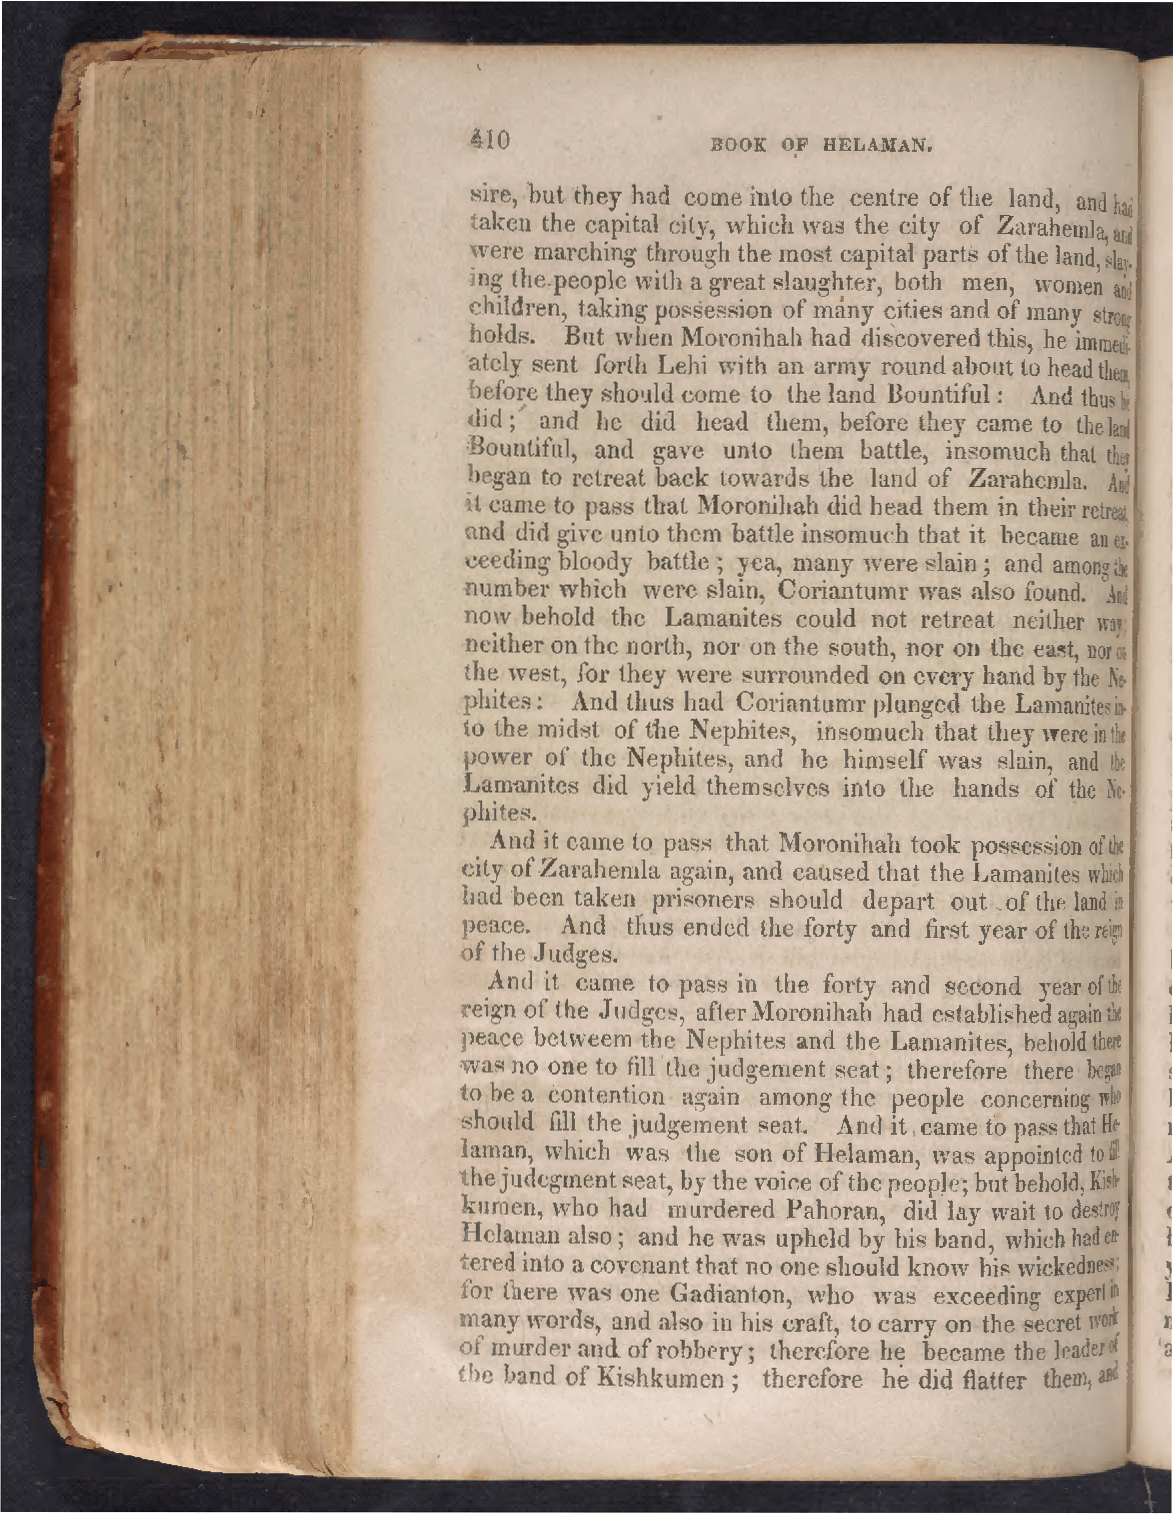 410 BOOK OF HELAMAN.
sire, but they had come into the centre of the land, and had
taken the capital city, which was the city of Zarahemla, and
were marching through the most capital parts of the land, slay-
ing the people with a great slaughter, both men, women and
children, taking possession of many cities and of many strong
holds. But when Moronihah had discovered this, he immedi-
ately sent forth Lehi with an army round about to head them
before they should come to the land Bountiful: And thus he
did; and he did head them, before they came to the land
Bountiful, and gave unto them battle, insomuch that they
began to retreat back towards the land of Zarahemla. And
it came to pass that Moronihah did head them in their retreat,
and did give unto them battle insomuch that it became an ex-
ceeding bloody battle; yea, many were slain; and among the
number which were slain, Coriantumr was also found. And
now behold the Lamanites could not retreat neither way;
neither on the north, nor on the south, nor on the east, nor on
the west, for they were surrounded on every hand by the Ne-
phites: And thus had Coriantumr plunged the Lamanites in-
to the midst of the Nephites, insomuch that they were in the
power of the Nephites, and he himself was slain, and the
Lamanites did yield themselves into the hands of the Ne-
phites.
And it came to pass that Moronihah took possession of the
city of Zarahemla again, and caused that the Lamanites which
had been taken prisoners should depart out of the land in
peace. And thus ended the forty and first year of the reign
of the Judges.
And it came to pass in the forty and second year of the
reign of the Judges, after Moronihah had established again the
peace betweem the Nephites and the Lamanites, behold there
was no one to fill the judgement seat; therefore there began
to be a contention again among the people concerning who
should fill the judgement seat. And it came to pass that He-
laman, which was the son of Helaman, was appointed to fill
the judegment seat, by the voice of the people; but behold, Kish-
kumen, who had murdered Pahoran, did lay wait to destroy
Helaman also; and he was upheld by his band, which had en-
tered into a covenant that no one should know his wickedness;
for there was one Gadianton, who was exceeding expert in
many words, and also in his craft, to carry on the secret work
of murder and of robbery; therefore he became the leader of
the band of Kishkumen; therefore he did flatter them, and